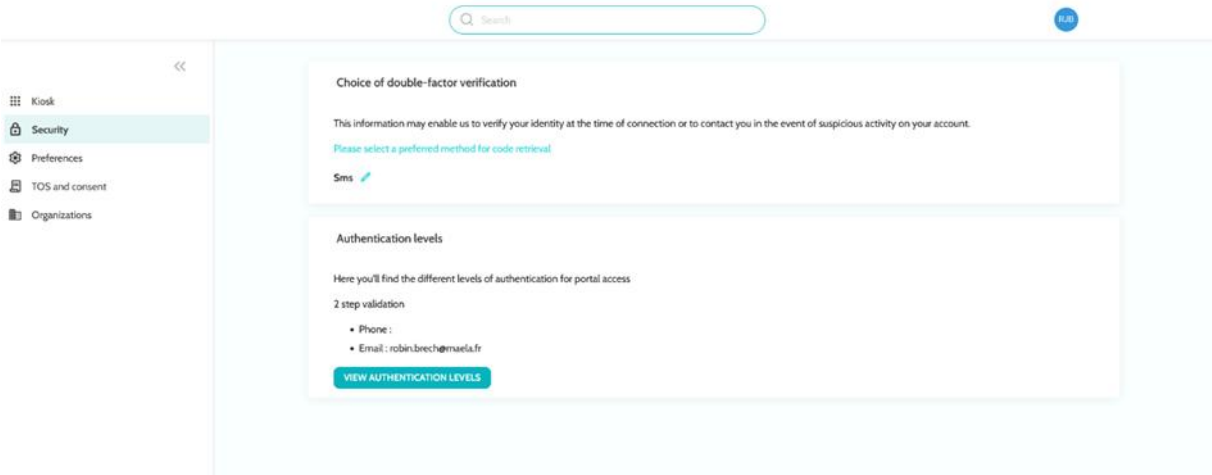 Search
RJB
Kiosk
Security
Preferences
TOS and consent
Organizations
Choice of double-factor verification
This information may enable us to verify your identity at the time of connection or to contact you in the event of suspicious activity on your account.
Please select a preferred method for code retrieval
Sms
Authentication levels
Here you'll find the different levels of authentication for portal access
2 step validation
• Phone :
• Email : robin.brech@maela.fr
VIEW AUTHENTICATION LEVELS